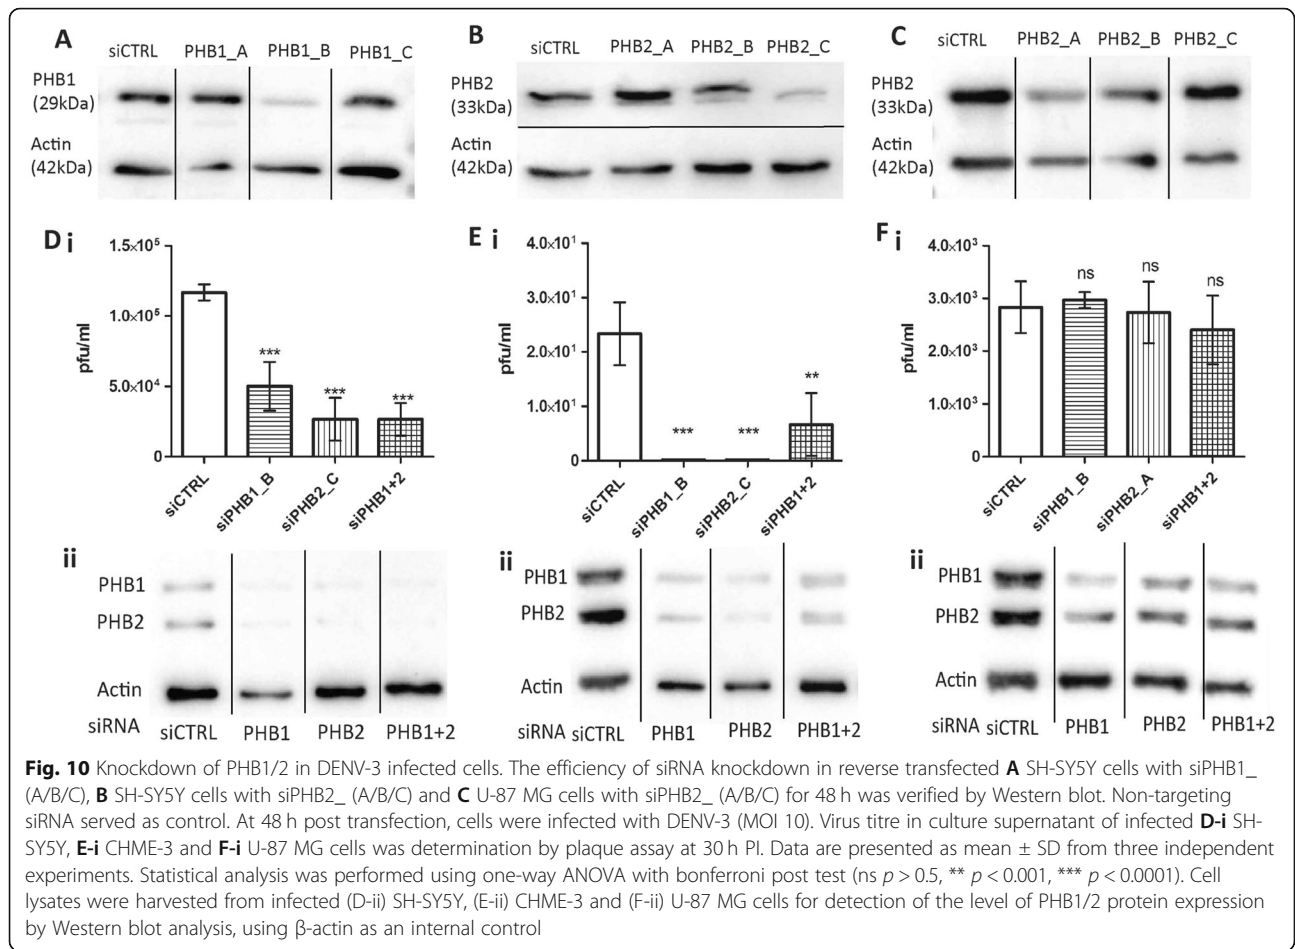 A
siCTRL PHB1_A PHB1_B PHB1_C
PHB1
(29kDa)
Actin
(42kDa)
B
siCTRL PHB2_A PHB2_B PHB2_C
PHB2
(33kDa)
Actin
(42kDa)
C
siCTRL PHB2_A PHB2_B PHB2_C
PHB2
(33kDa)
Actin
(42kDa)
D i
pfu/ml
1.5×10⁵
1.0×10⁵
5.0×10⁴
0
*** *** ***
siCTRL siPHB1_B siPHB2_C siPHB1+2
E i
pfu/ml
4.0×10¹
3.0×10¹
2.0×10¹
1.0×10¹
0
*** *** **
siCTRL siPHB1_B siPHB2_C siPHB1+2
F i
pfu/ml
4.0×10³
3.0×10³
2.0×10³
1.0×10³
0
ns ns ns
siCTRL siPHB1_B siPHB2_A siPHB1+2
ii
PHB1
PHB2
Actin
siRNA siCTRL PHB1 PHB2 PHB1+2
ii
PHB1
PHB2
Actin
siRNA siCTRL PHB1 PHB2 PHB1+2
ii
PHB1
PHB2
Actin
siRNA siCTRL PHB1 PHB2 PHB1+2
Fig. 10 Knockdown of PHB1/2 in DENV-3 infected cells. The efficiency of siRNA knockdown in reverse transfected A SH-SY5Y cells with siPHB1_
(A/B/C), B SH-SY5Y cells with siPHB2_ (A/B/C) and C U-87 MG cells with siPHB2_ (A/B/C) for 48 h was verified by Western blot. Non-targeting
siRNA served as control. At 48 h post transfection, cells were infected with DENV-3 (MOI 10). Virus titre in culture supernatant of infected D-i SH-
SY5Y, E-i CHME-3 and F-i U-87 MG cells was determination by plaque assay at 30 h PI. Data are presented as mean ± SD from three independent
experiments. Statistical analysis was performed using one-way ANOVA with bonferroni post test (ns p > 0.5, ** p < 0.001, *** p < 0.0001). Cell
lysates were harvested from infected (D-ii) SH-SY5Y, (E-ii) CHME-3 and (F-ii) U-87 MG cells for detection of the level of PHB1/2 protein expression
by Western blot analysis, using β-actin as an internal control